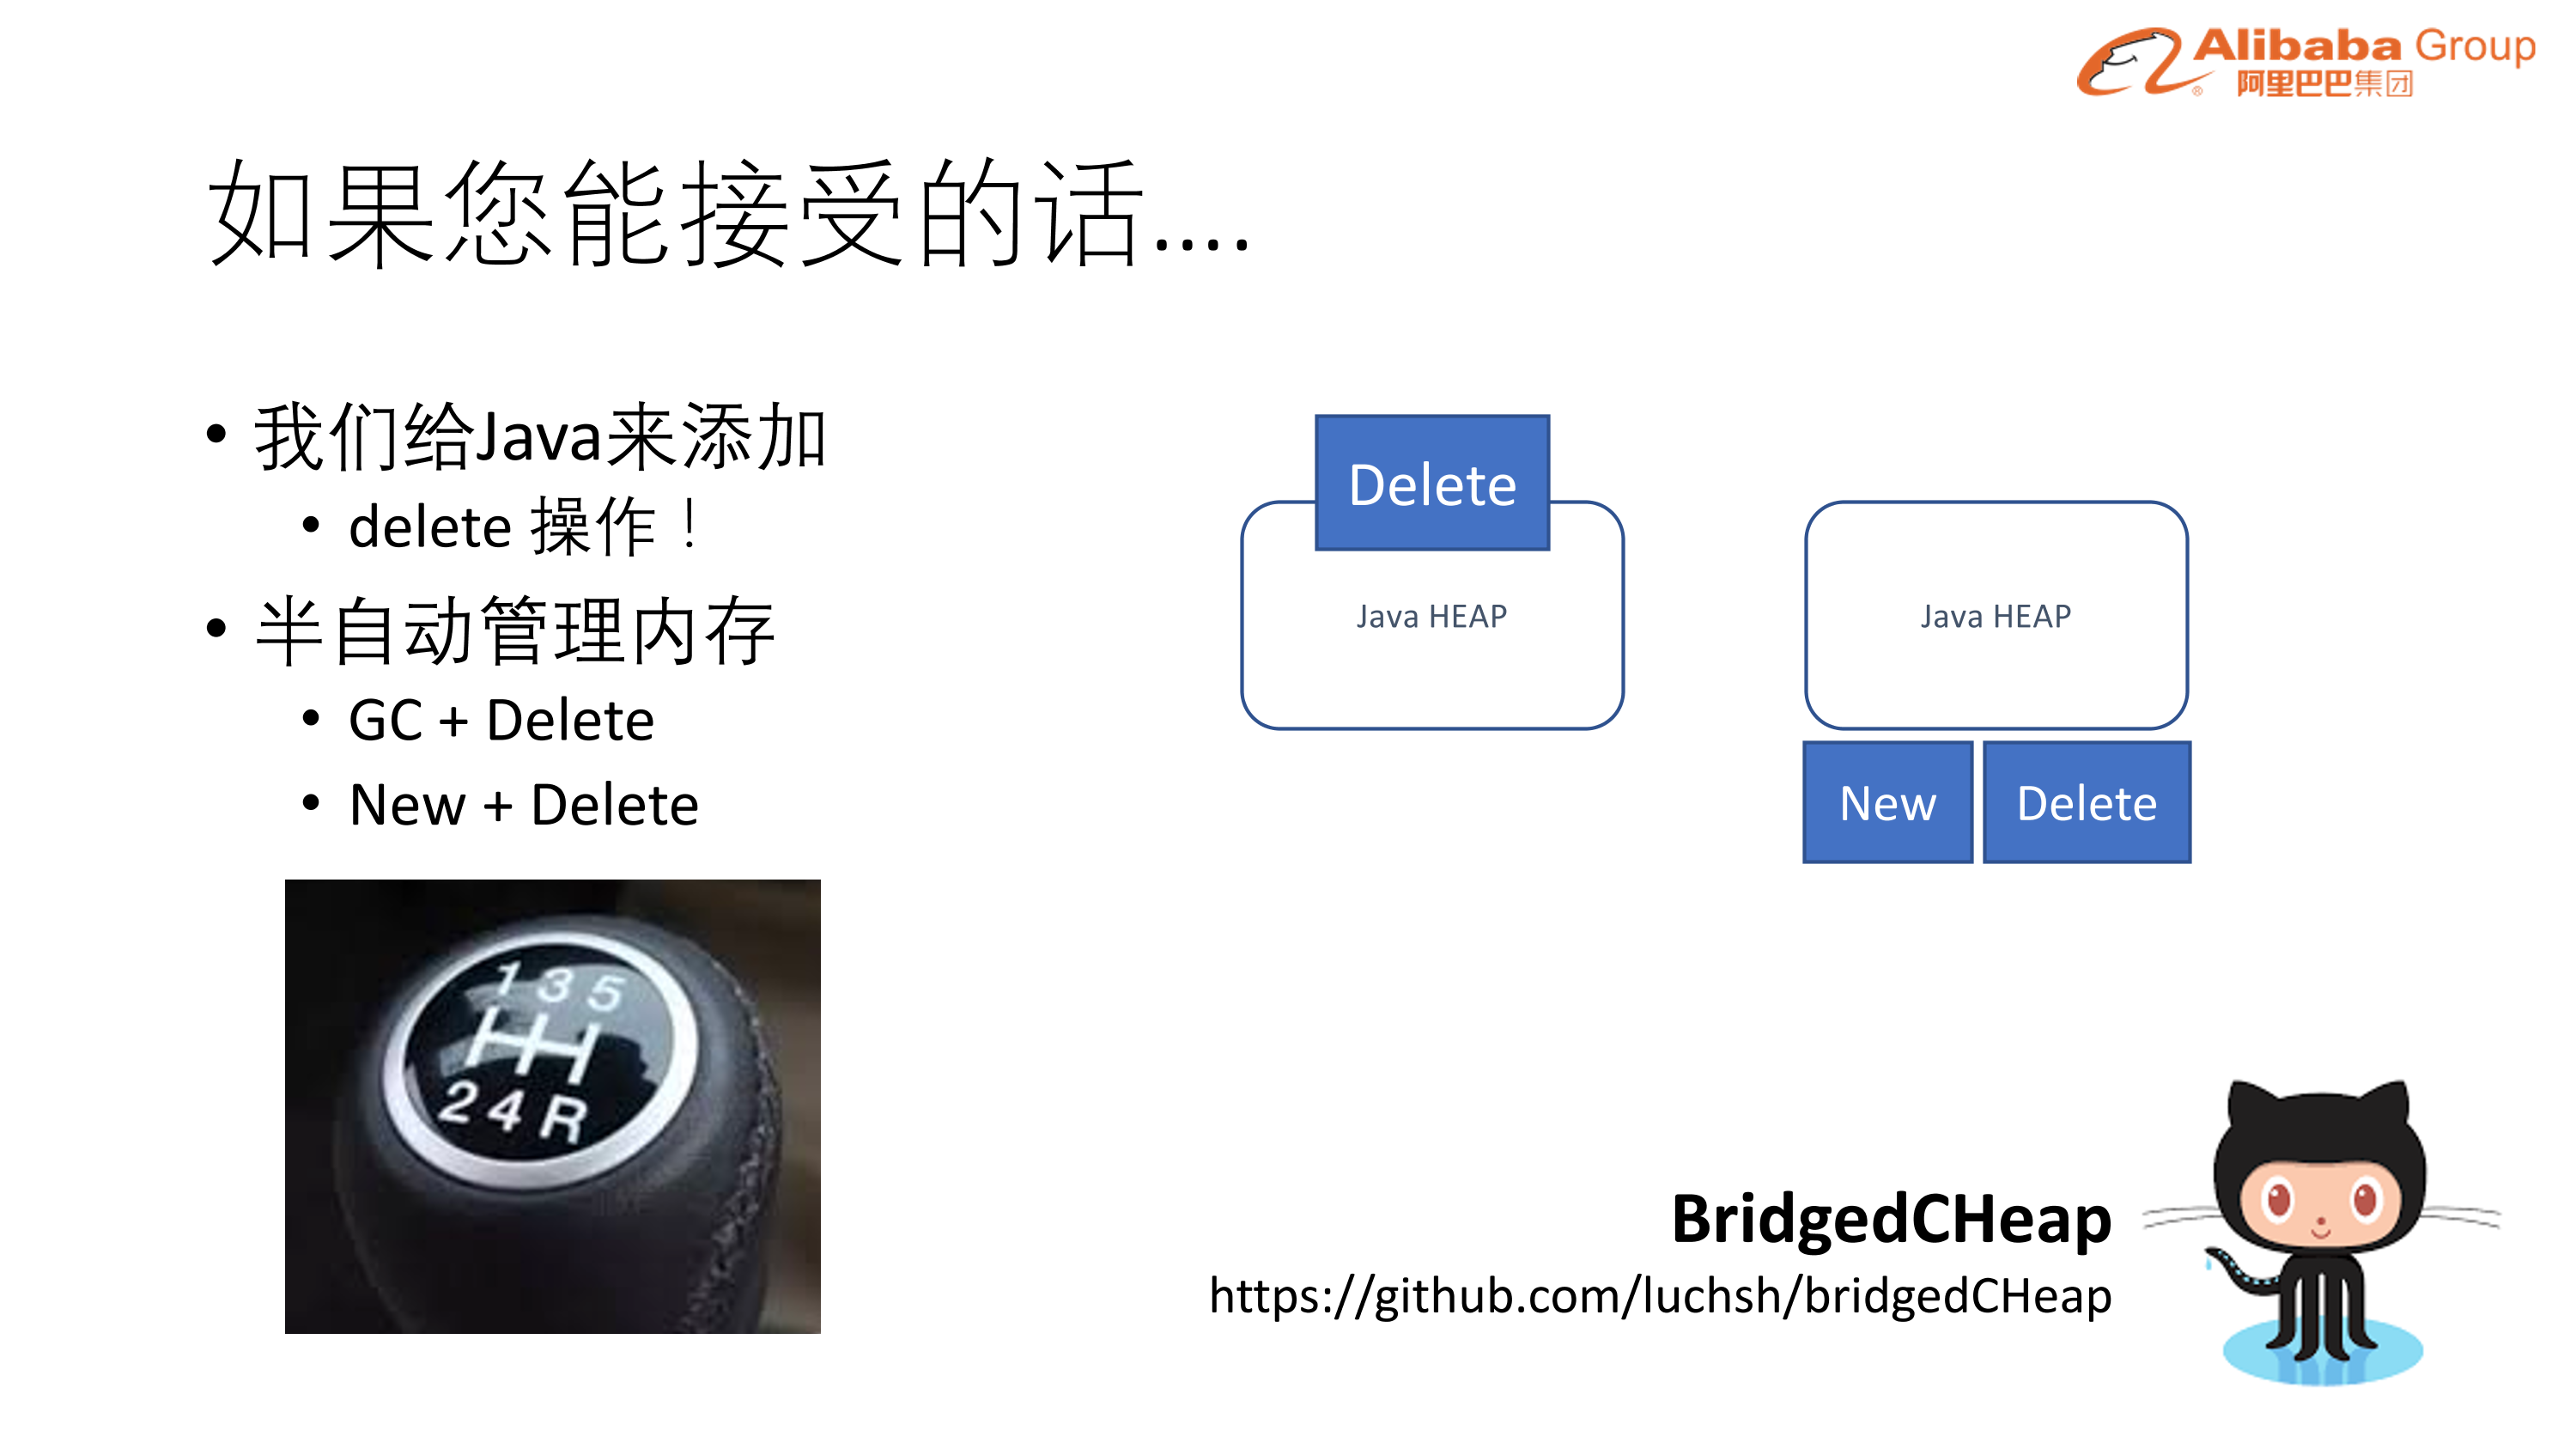 Alibaba Group
阿里巴巴集团
如果您能接受的话....
• 我们给Java来添加
• delete 操作！
• 半自动管理内存
• GC + Delete
• New + Delete
Delete
Java HEAP
Java HEAP
New
Delete
1 3 5
2 4 R
BridgedCHeap
https://github.com/luchsh/bridgedCHeap